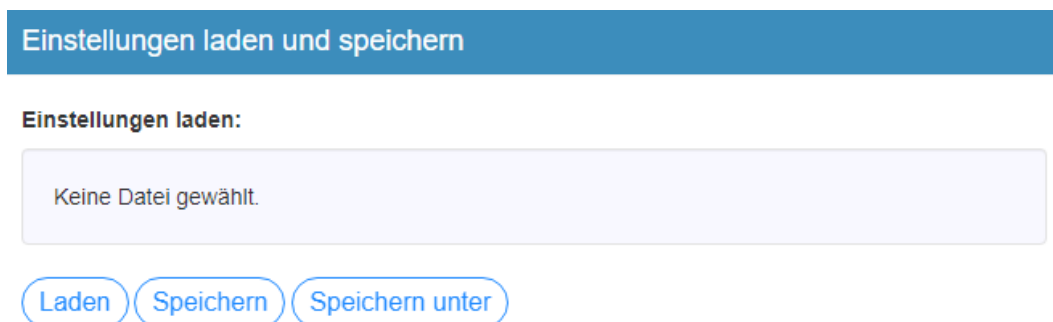 Einstellungen laden und speichern
Einstellungen laden:
Keine Datei gewählt.
Laden Speichern Speichern unter